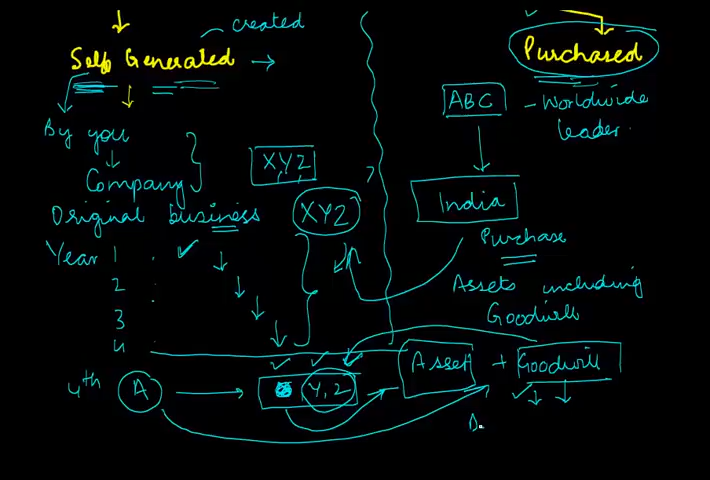 created
Self Generated
By you
Company
XYZ
Original business
XYZ
Year 1
2
3
4
4th
A
Y, Z
Purchased
ABC
- Worldwide
leader.
India
Purchase
Assets including
Goodwill
Asset + Goodwill